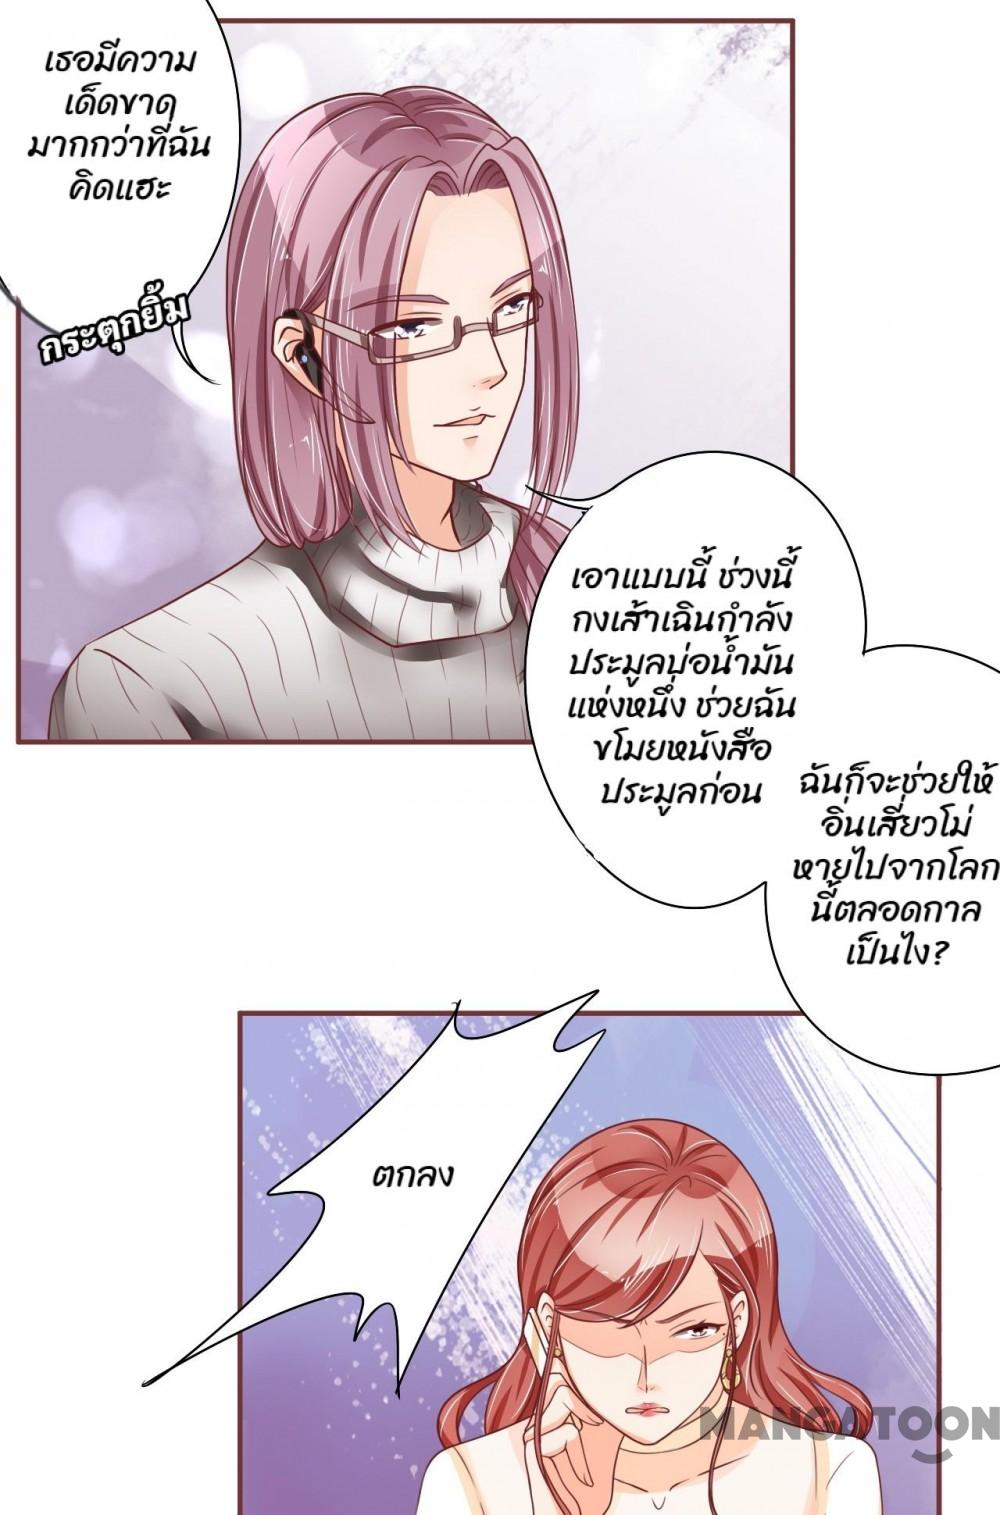 เธอมีความ
เด็ดขาด
มากกว่าที่ฉัน
คิดแฮะ
กระตุกยิ้ม
เอาแบบนี้ ช่วงนี้
กงเส้าเฉินกำลัง
ประมูลบ่อน้ำมัน
แห่งหนึ่ง ช่วยฉัน
ขโมยหนังสือ
ประมูลก่อน
ฉันก็จะช่วยให้
อิ่นเสี่ยวโม่
หายไปจากโลก
นี้ตลอดกาล
เป็นไง?
ตกลง
MANGATOON